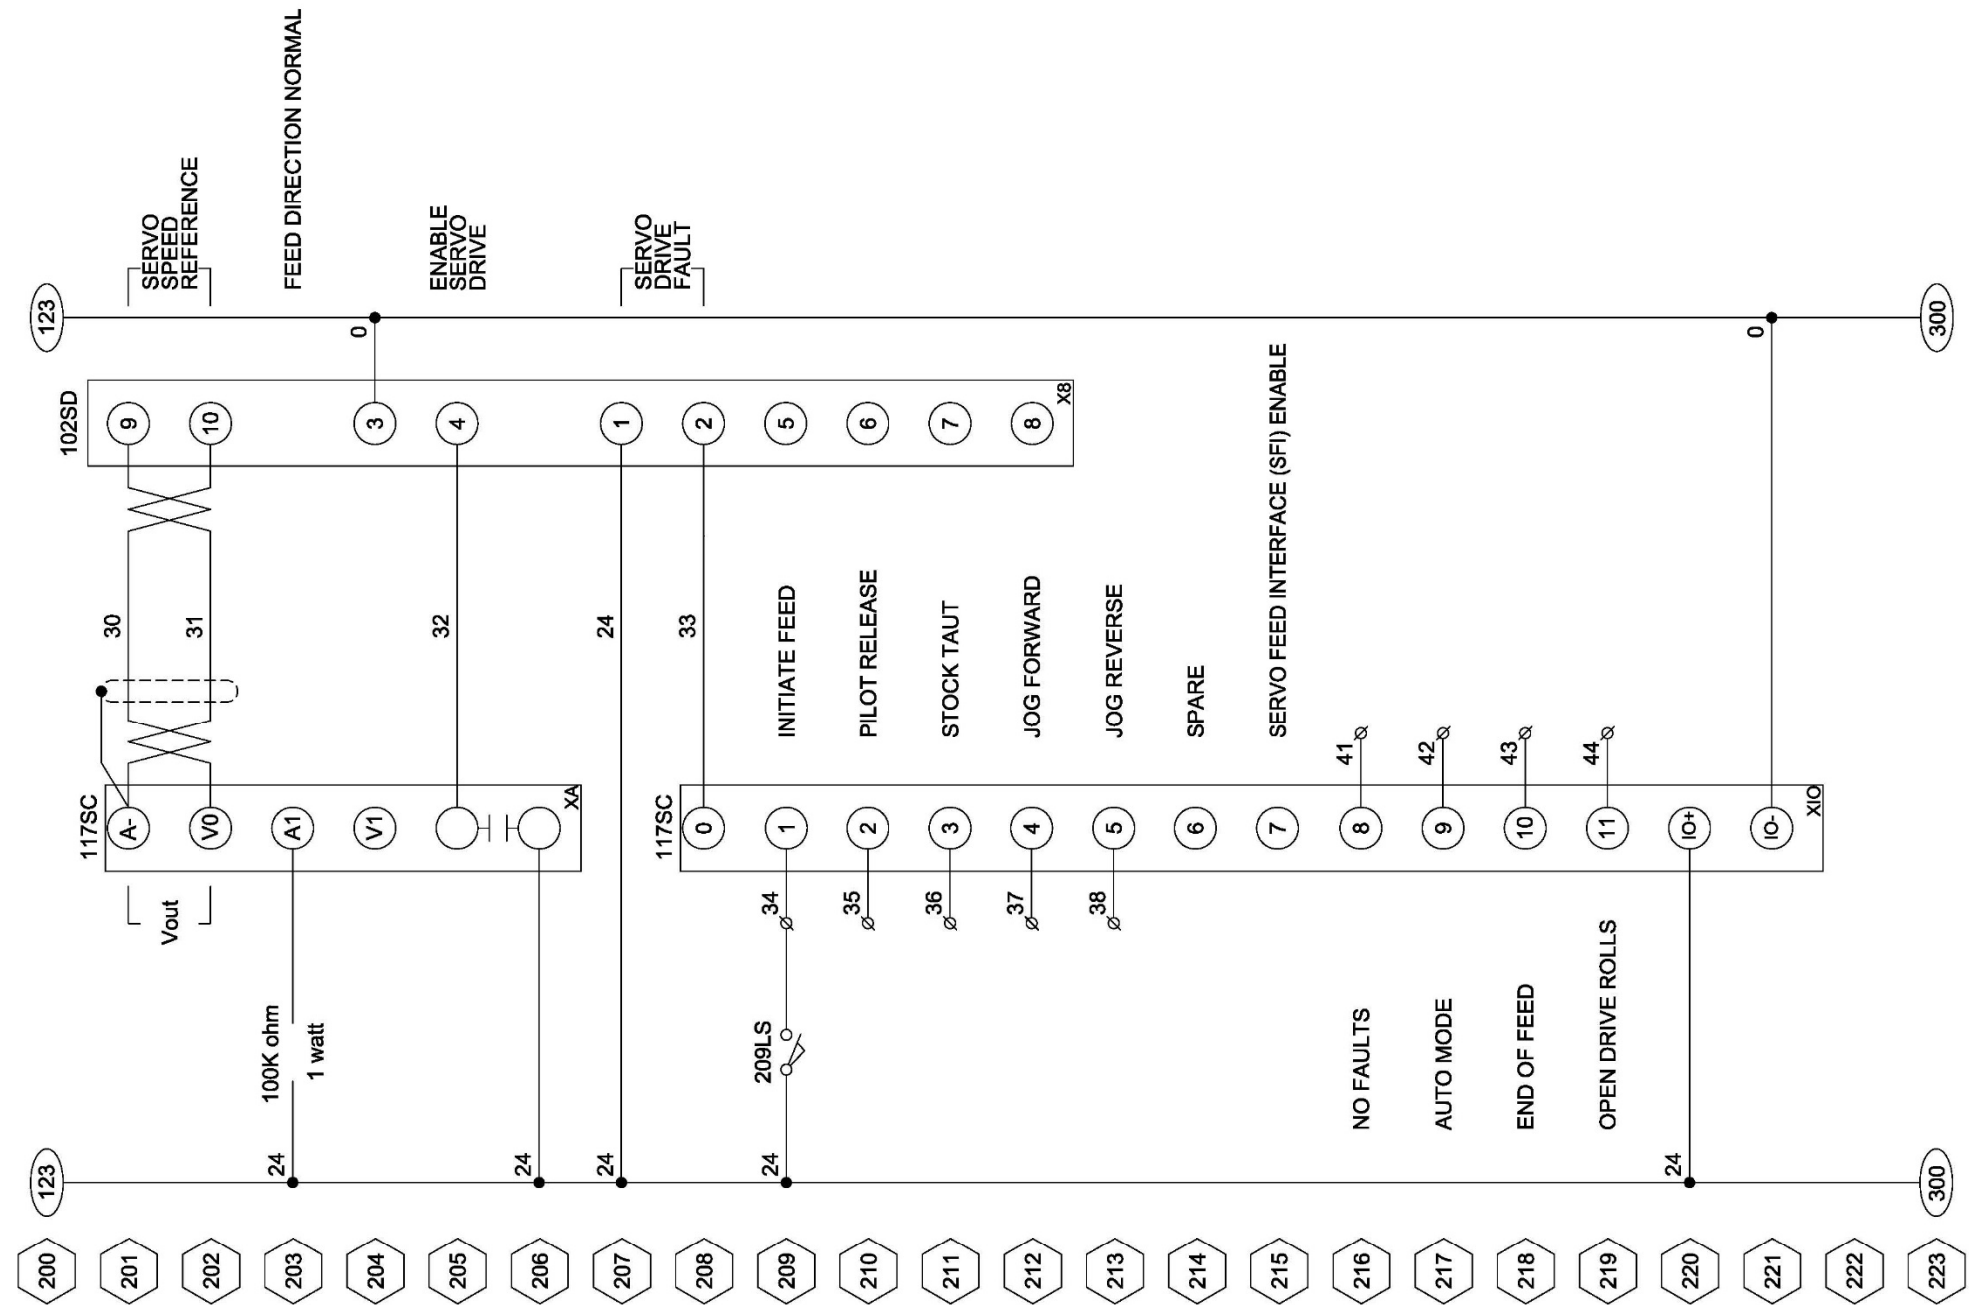 123
123
200
117SC
102SD
Vout
A-
30
9
SERVO
SPEED
REFERENCE
201
V0
31
10
202
24
100K ohm
1 watt
A1
FEED DIRECTION NORMAL
203
V1
3
0
204
32
4
ENABLE
SERVO
DRIVE
205
24
XA
206
24
24
1
SERVO
DRIVE
FAULT
207
117SC
0
33
2
208
24
209LS
34
1
INITIATE FEED
5
209
35
2
PILOT RELEASE
6
210
36
3
STOCK TAUT
7
211
37
4
JOG FORWARD
8
X8
212
38
5
JOG REVERSE
213
6
SPARE
214
7
SERVO FEED INTERFACE (SFI) ENABLE
215
NO FAULTS
8
41
216
AUTO MODE
9
42
217
END OF FEED
10
43
218
OPEN DRIVE ROLLS
11
44
219
24
IO+
220
IO-
0
221
XIO
222
300
300
223